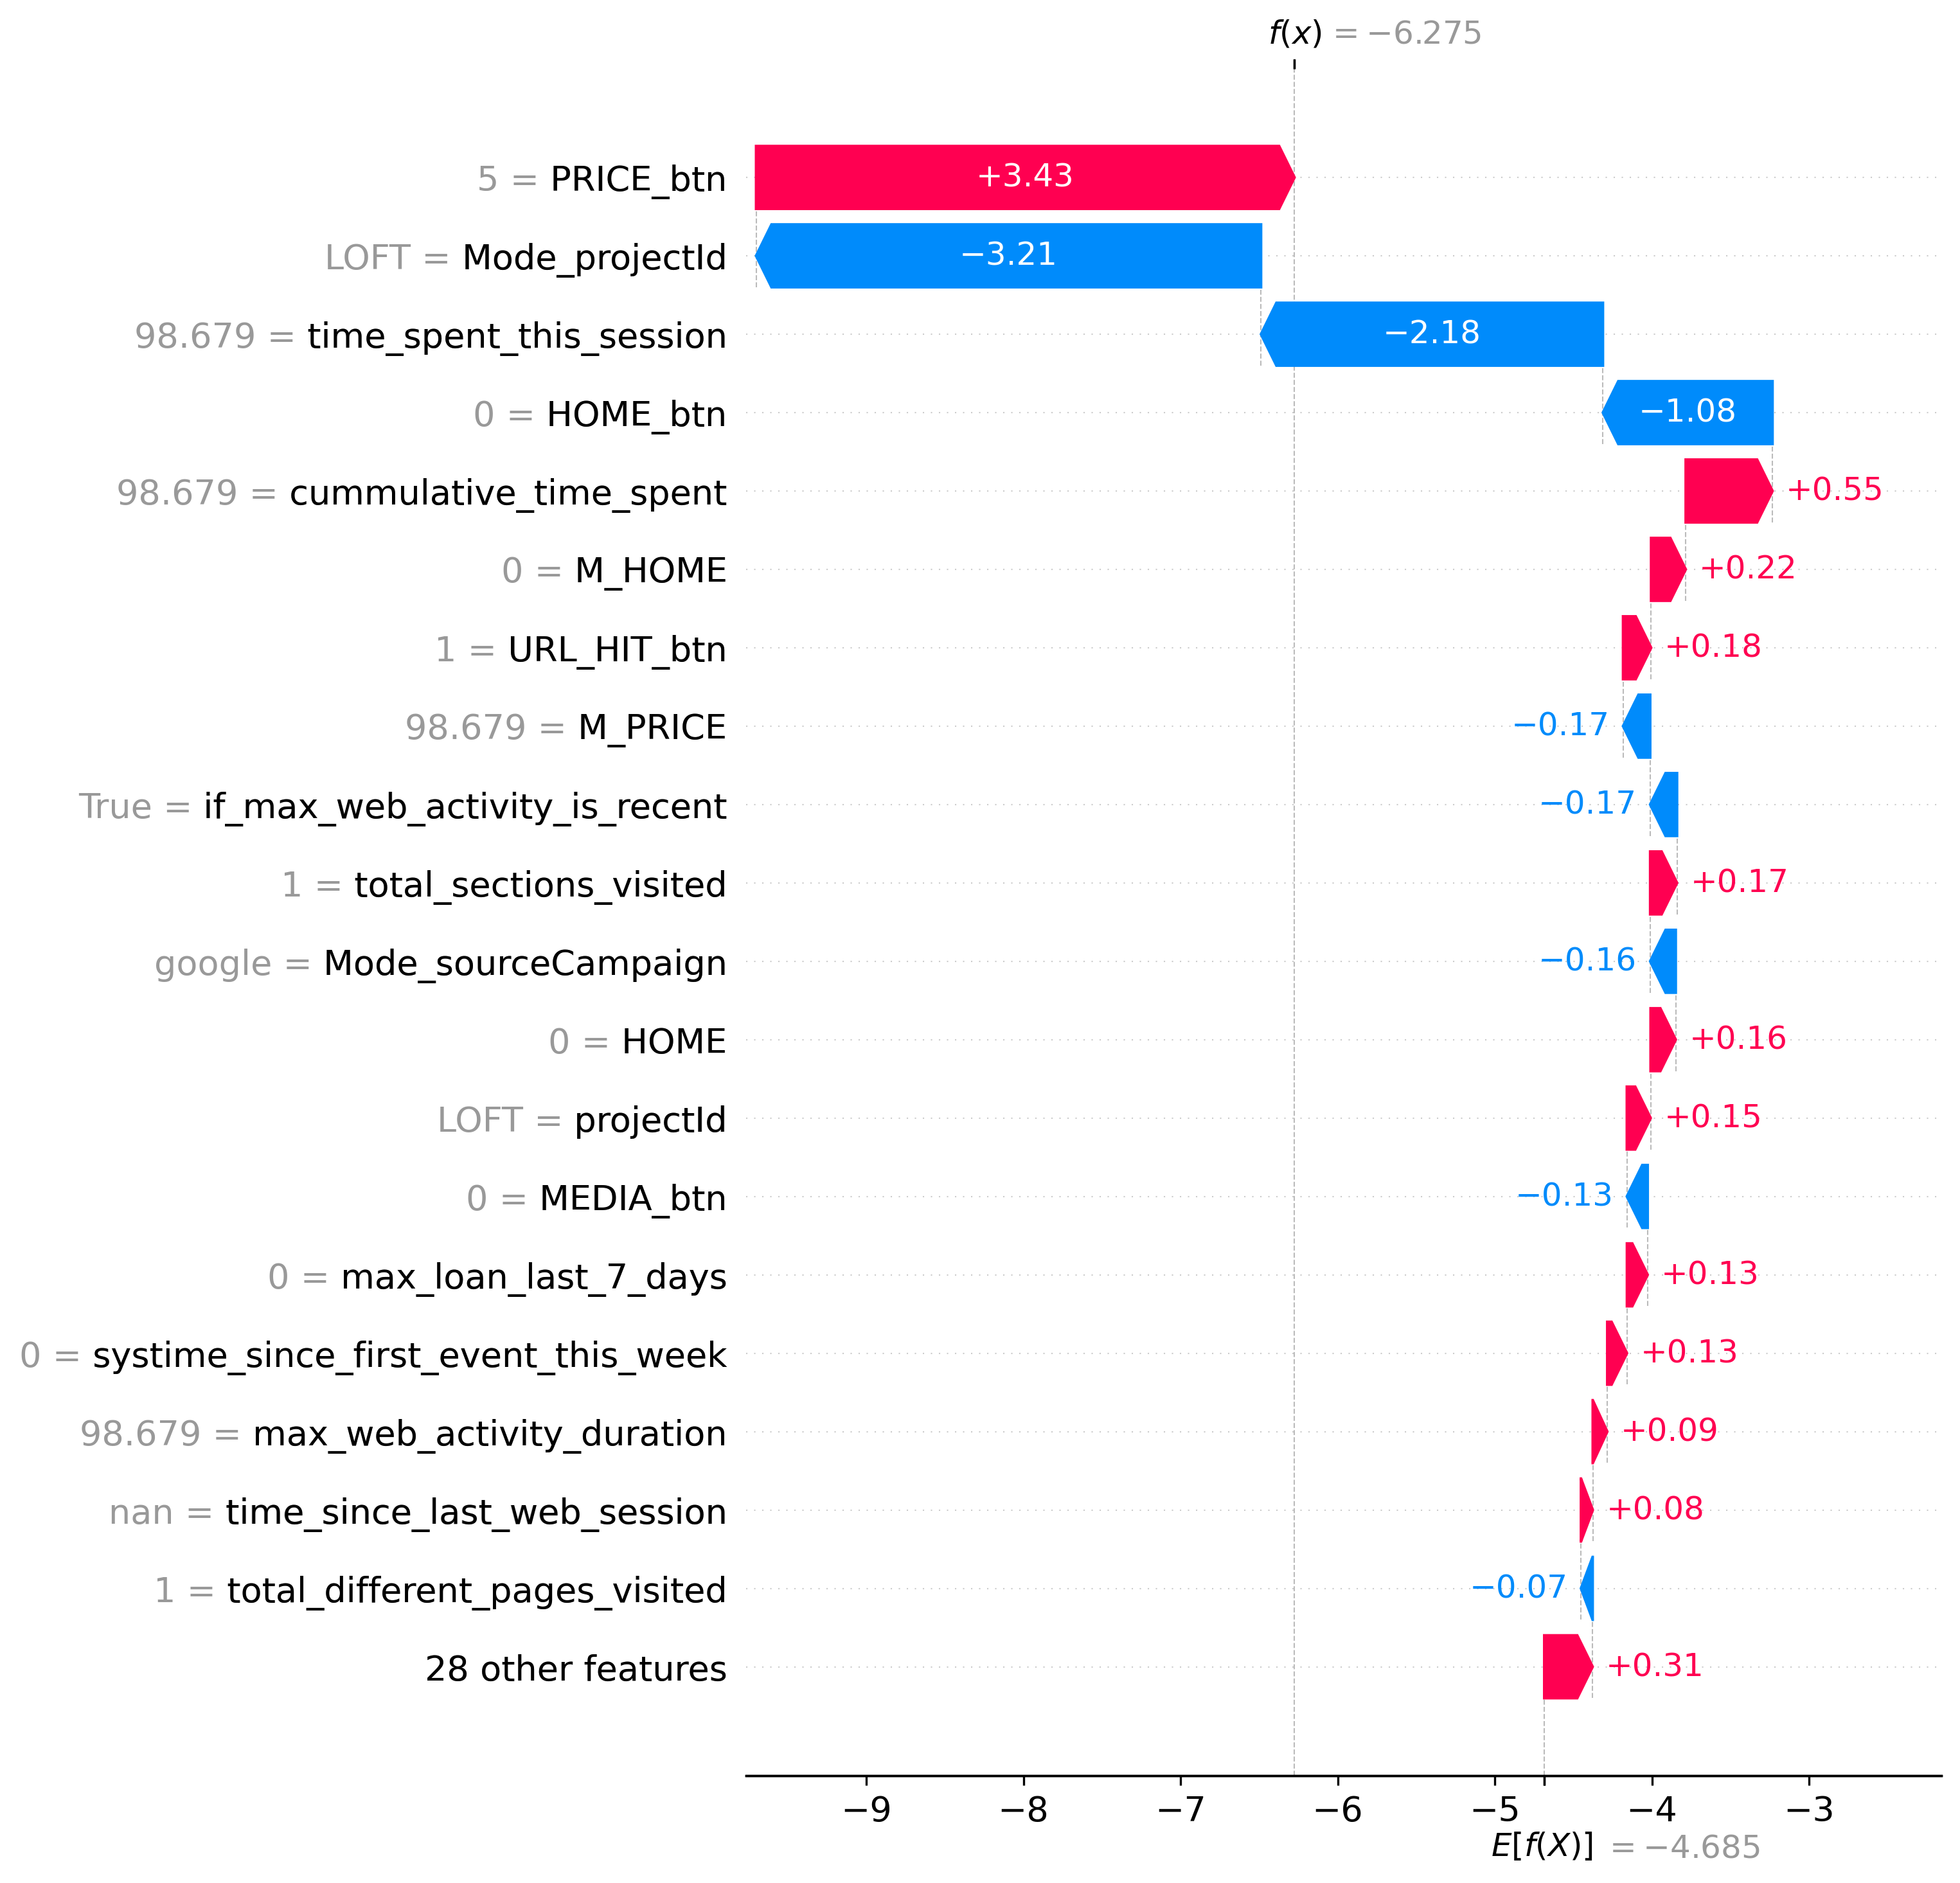 f(x) = −6.275
5 = PRICE_btn +3.43
LOFT = Mode_projectId −3.21
98.679 = time_spent_this_session −2.18
0 = HOME_btn −1.08
98.679 = cummulative_time_spent +0.55
0 = M_HOME +0.22
1 = URL_HIT_btn +0.18
98.679 = M_PRICE −0.17
True = if_max_web_activity_is_recent −0.17
1 = total_sections_visited +0.17
google = Mode_sourceCampaign −0.16
0 = HOME +0.16
LOFT = projectId +0.15
0 = MEDIA_btn −0.13
0 = max_loan_last_7_days +0.13
0 = systime_since_first_event_this_week +0.13
98.679 = max_web_activity_duration +0.09
nan = time_since_last_web_session +0.08
1 = total_different_pages_visited −0.07
28 other features +0.31
−9 −8 −7 −6 −5 −4 −3
E[f(X)] = −4.685